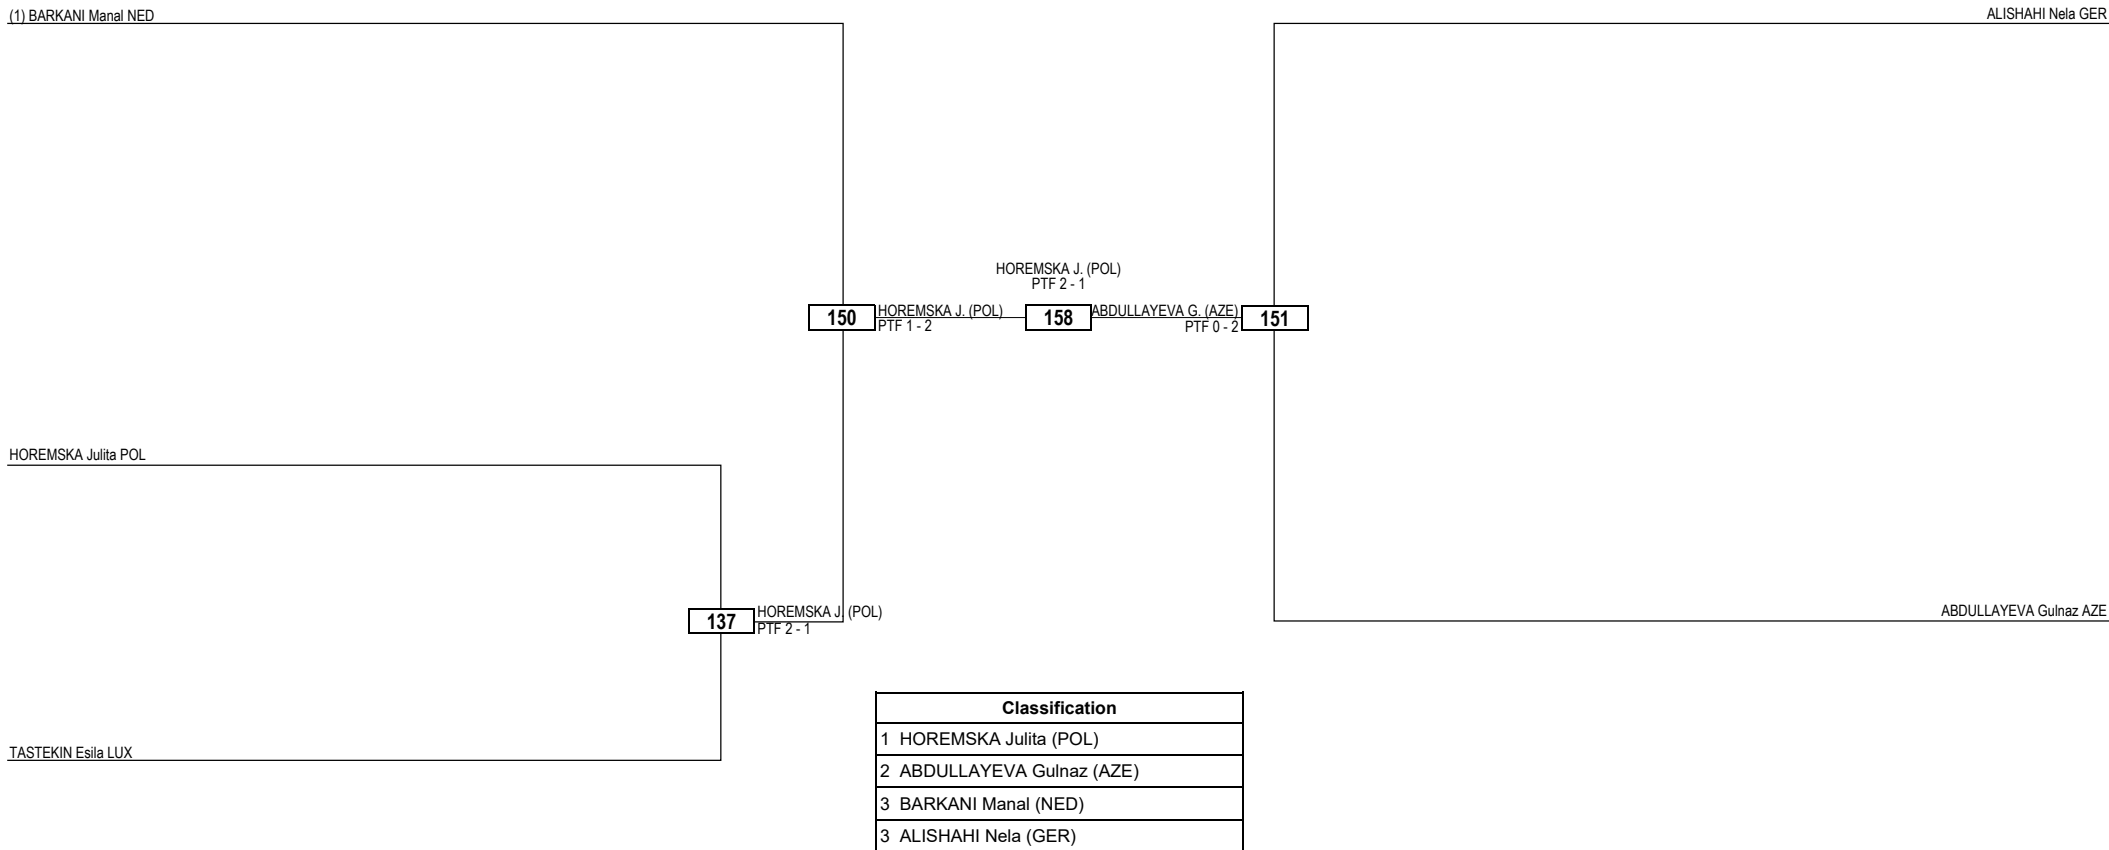 (1) BARKANI Manal NED
ALISHAHI Nela GER
HOREMSKA J. (POL)
PTF 2 - 1
150
HOREMSKA J. (POL)
PTF 1 - 2
158
ABDULLAYEVA G. (AZE)
PTF 0 - 2
151
HOREMSKA Julita POL
137
HOREMSKA J. (POL)
PTF 2 - 1
ABDULLAYEVA Gulnaz AZE
TASTEKIN Esila LUX
Classification
1 HOREMSKA Julita (POL)
2 ABDULLAYEVA Gulnaz (AZE)
3 BARKANI Manal (NED)
3 ALISHAHI Nela (GER)